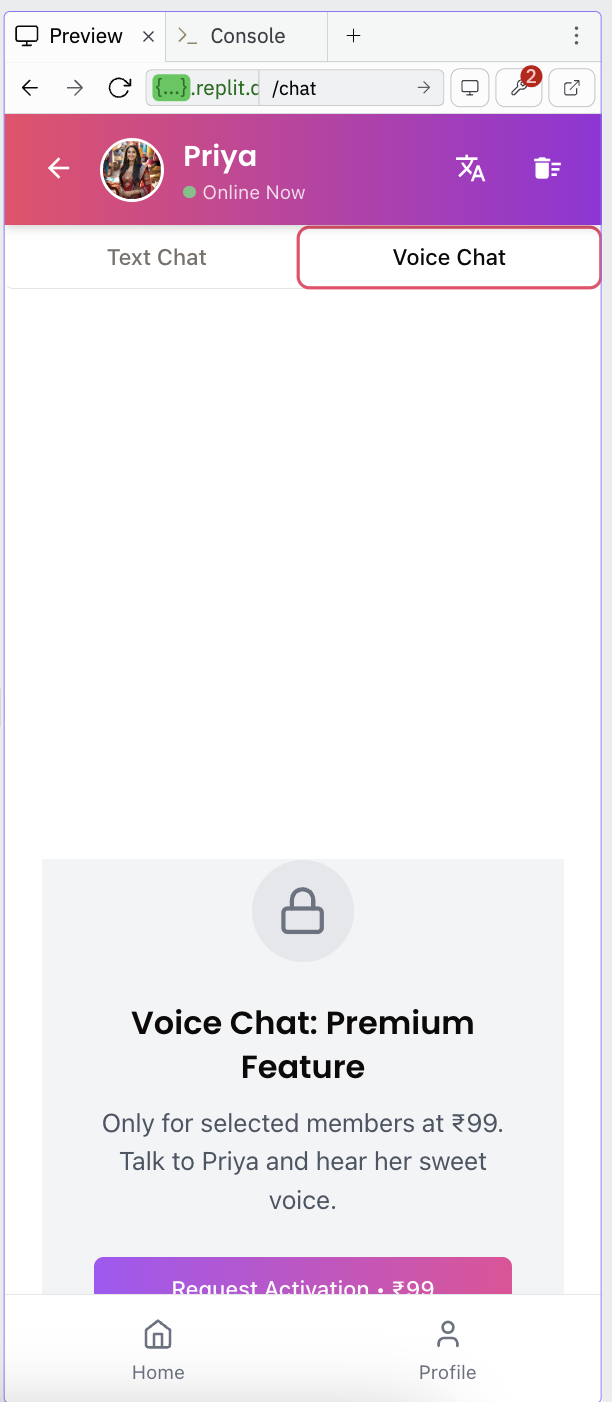 Preview
Console
{...}.replit.d
/chat
2
Priya
Online Now
Text Chat
Voice Chat
Voice Chat: Premium
Feature
Only for selected members at ₹99.
Talk to Priya and hear her sweet
voice.
Request Activation • ₹99
Home
Profile